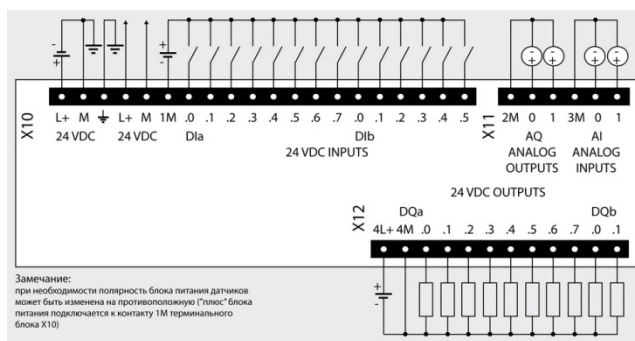 - + - +
X10
L+ M L+ M 1M .0 .1 .2 .3 .4 .5 .6 .7 .0 .1 .2 .3 .4 .5
24 VDC 24 VDC DIa DIb
24 VDC INPUTS
- - - -
+ + + +
X11
2M 0 1 3M 0 1
AQ AI
ANALOG ANALOG
OUTPUTS INPUTS
24 VDC OUTPUTS
X12
DQa DQb
4L+ 4M .0 .1 .2 .3 .4 .5 .6 .7 .0 .1
+
-
Замечание:
при необходимости полярность блока питания датчиков
может быть изменена на противоположную ("плюс" блока
питания подключается к контакту 1М терминального
блока X10)